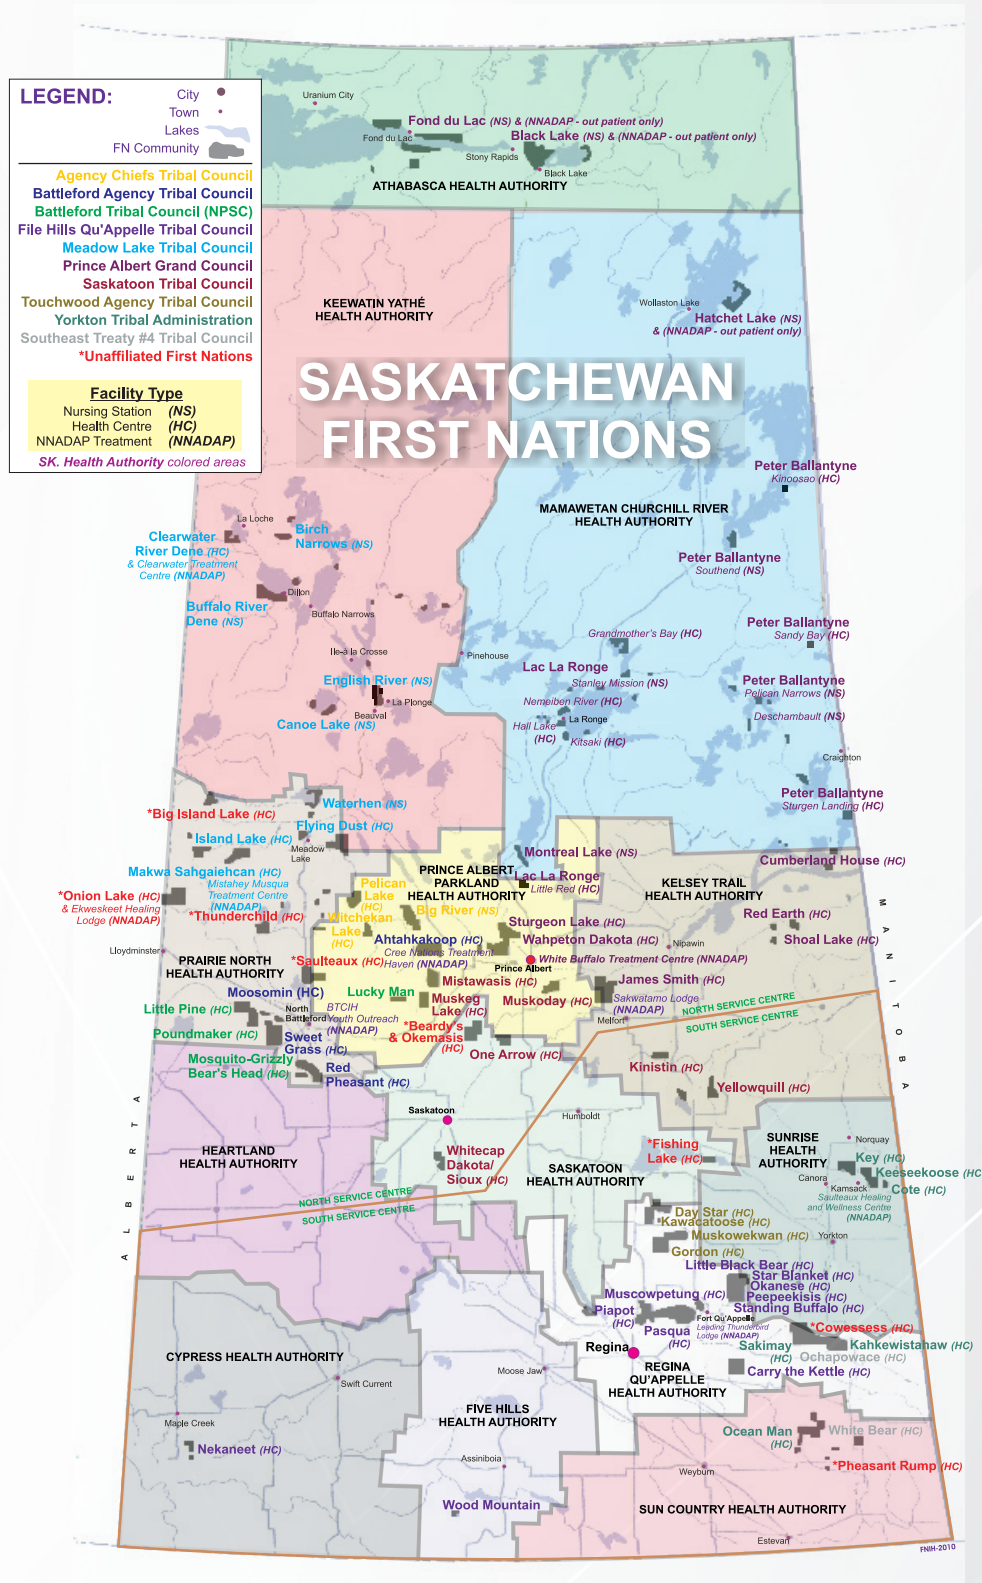 LEGEND:
City
Town
Lakes
FN Community
Agency Chiefs Tribal Council
Battleford Agency Tribal Council
Battleford Tribal Council (NPSC)
File Hills Qu'Appelle Tribal Council
Meadow Lake Tribal Council
Prince Albert Grand Council
Saskatoon Tribal Council
Touchwood Agency Tribal Council
Yorkton Tribal Administration
Southeast Treaty #4 Tribal Council
*Unaffiliated First Nations
Facility Type
Nursing Station (NS)
Health Centre (HC)
NNADAP Treatment (NNADAP)
SK. Health Authority colored areas
Uranium City
Fond du Lac (NS) & (NNADAP - out patient only)
Fond du Lac
Black Lake (NS) & (NNADAP - out patient only)
Stony Rapids
Black Lake
ATHABASCA HEALTH AUTHORITY
KEEWATIN YATHÉ
HEALTH AUTHORITY
Wollaston Lake
Hatchet Lake (NS)
& (NNADAP - out patient only)
SASKATCHEWAN
FIRST NATIONS
Peter Ballantyne
Kinoosao (HC)
MAMAWETAN CHURCHILL RIVER
HEALTH AUTHORITY
La Loche
Clearwater
River Dene (HC)
& Clearwater Treatment
Centre (NNADAP)
Birch
Narrows (NS)
Peter Ballantyne
Southend (NS)
Dillon
Buffalo River
Dene (NS)
Buffalo Narrows
Peter Ballantyne
Sandy Bay (HC)
Grandmother's Bay (HC)
Ile-à la Crosse
Pinehouse
Lac La Ronge
Stanley Mission (NS)
English River (NS)
La Plonge
Beauval
Canoe Lake (NS)
Nemeiben River (HC)
La Ronge
Hall Lake
(HC)
Kitsaki (HC)
Peter Ballantyne
Pelican Narrows (NS)
Deschambault (NS)
Craighton
Peter Ballantyne
Sturgen Landing (HC)
Waterhen (NS)
*Big Island Lake (HC)
Flying Dust (HC)
Island Lake (HC)
Meadow
Lake
Makwa Sahgaiehcan (HC)
Mistahey Musqua
Treatment Centre
(NNADAP)
*Onion Lake (HC)
& Ekweskeet Healing
Lodge (NNADAP)
*Thunderchild (HC)
Lloydminster
PRAIRIE NORTH
HEALTH AUTHORITY
Montreal Lake (NS)
PRINCE ALBERT
PARKLAND
HEALTH AUTHORITY
Lac La Ronge
Little Red (HC)
KELSEY TRAIL
HEALTH AUTHORITY
Cumberland House (HC)
Pelican
Lake
(HC)
Big River (NS)
Witchekan
Lake
(HC)
Sturgeon Lake (HC)
Red Earth (HC)
Shoal Lake (HC)
Ahtahkakoop (HC)
Cree Nations Treatment
Haven (NNADAP)
Wahpeton Dakota (HC)
Nipawin
White Buffalo Treatment Centre (NNADAP)
Prince Albert
*Saulteaux (HC)
Mistawasis (HC)
James Smith (HC)
Sakwatamo Lodge
(NNADAP)
Melfort
Moosomin (HC)
Lucky Man
Muskeg
Lake (HC)
Muskoday (HC)
Little Pine (HC)
North
Battleford
BTCIH
Youth Outreach
(NNADAP)
*Beardy's
& Okemasis
(HC)
Poundmaker (HC)
Sweet
Grass (HC)
One Arrow (HC)
NORTH SERVICE CENTRE
SOUTH SERVICE CENTRE
MANITOBA
Mosquito-Grizzly
Bear's Head (HC)
Red
Pheasant (HC)
Kinistin (HC)
Yellowquill (HC)
ALBERTA
Saskatoon
Humboldt
HEARTLAND
HEALTH AUTHORITY
Whitecap
Dakota/
Sioux (HC)
SASKATOON
HEALTH AUTHORITY
*Fishing
Lake (HC)
SUNRISE
HEALTH
AUTHORITY
Norquay
Key (HC)
Keeseekoose (HC
Canora
Kamsack
Cote (HC)
Saulteaux Healing
and Wellness Centre
(NNADAP)
NORTH SERVICE CENTRE
SOUTH SERVICE CENTRE
Day Star (HC)
Kawacatoose (HC)
Muskowekwan (HC)
Gordon (HC)
Yorkton
Little Black Bear (HC)
Star Blanket (HC)
Okanese (HC)
Peepeekisis (HC)
Standing Buffalo (HC)
Muscowpetung (HC)
Piapot
(HC)
Fort Qu'Appelle
Leading Thunderbird
Lodge (NNADAP)
Pasqua
(HC)
*Cowessess (HC)
Sakimay
(HC)
Kahkewistahaw (HC)
Ochapowace (HC)
Carry the Kettle (HC)
Regina
REGINA
QU'APPELLE
HEALTH AUTHORITY
CYPRESS HEALTH AUTHORITY
Swift Current
Moose Jaw
Maple Creek
Nekaneet (HC)
FIVE HILLS
HEALTH AUTHORITY
Assiniboia
Wood Mountain
Ocean Man
(HC)
White Bear (HC)
*Pheasant Rump (HC)
Weyburn
SUN COUNTRY HEALTH AUTHORITY
Estevan
FNIH-2010